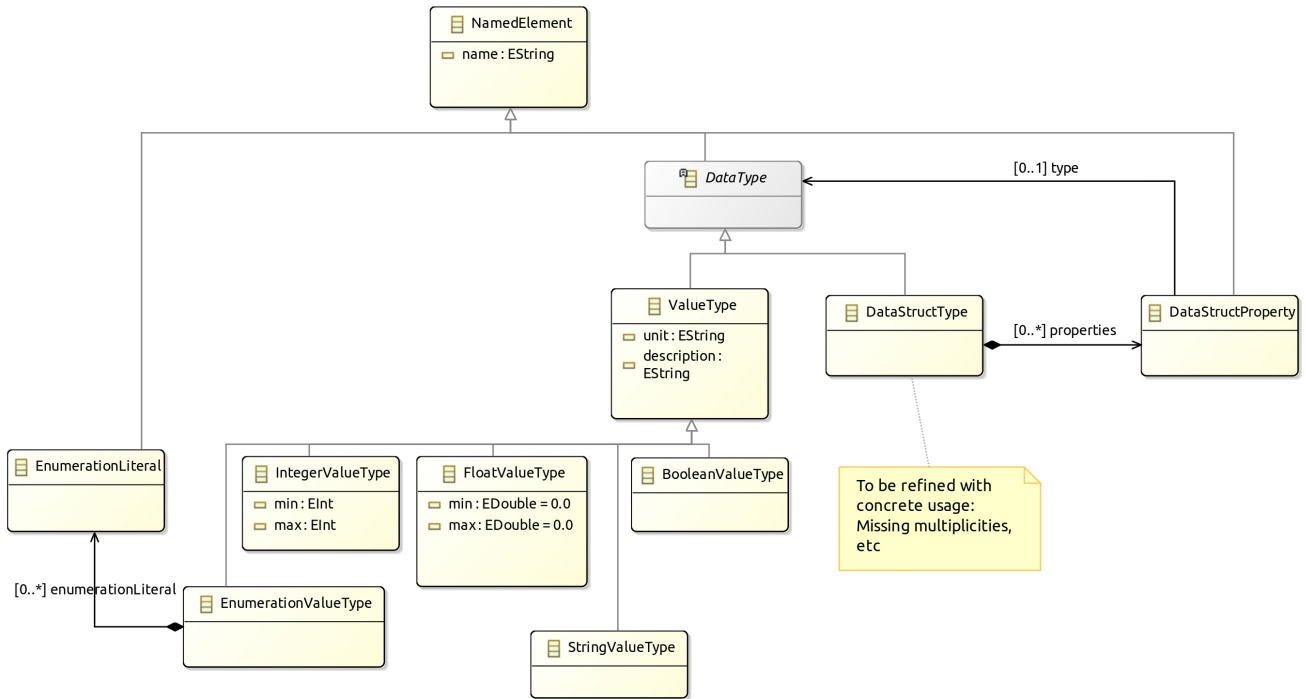 NamedElement
name : EString
DataType
[0..1] type
ValueType
unit : EString
description :
EString
DataStructType
[0..*] properties
DataStructProperty
EnumerationLiteral
IntegerValueType
min : EInt
max : EInt
FloatValueType
min : EDouble = 0.0
max : EDouble = 0.0
BooleanValueType
To be refined with
concrete usage:
Missing multiplicities,
etc
[0..*] enumerationLiteral
EnumerationValueType
StringValueType